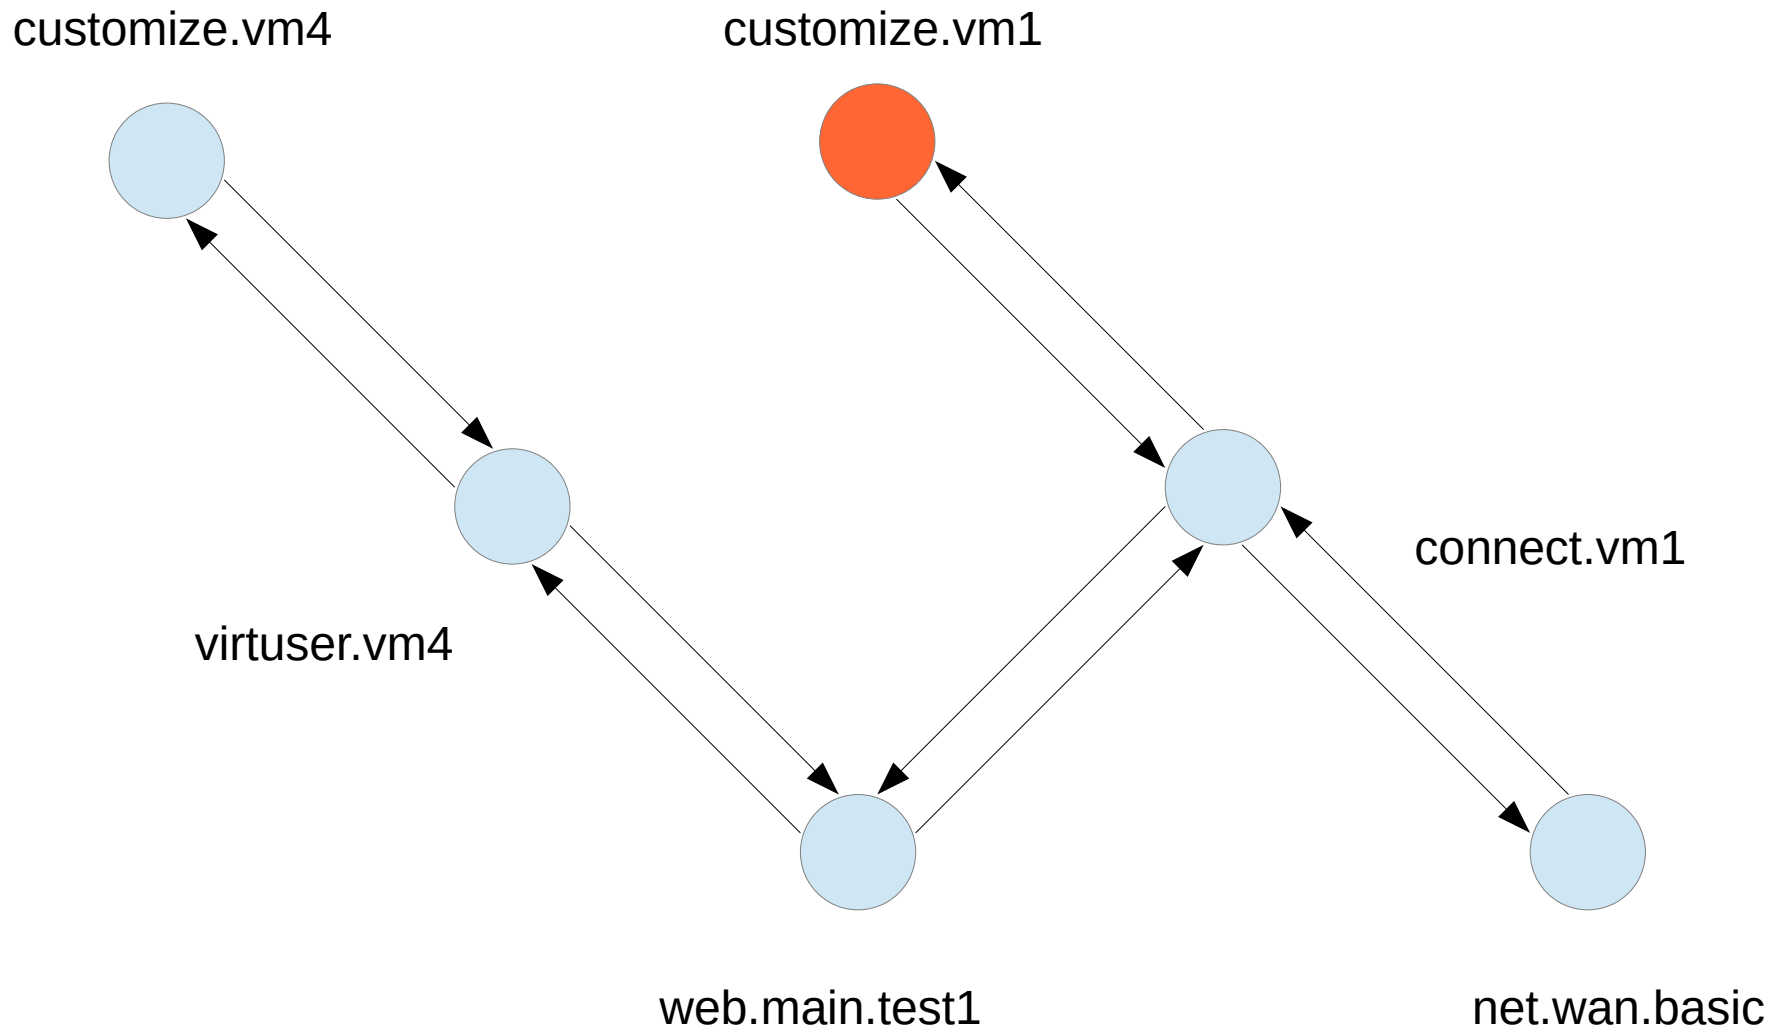 customize.vm4
customize.vm1
connect.vm1
virtuser.vm4
web.main.test1
net.wan.basic